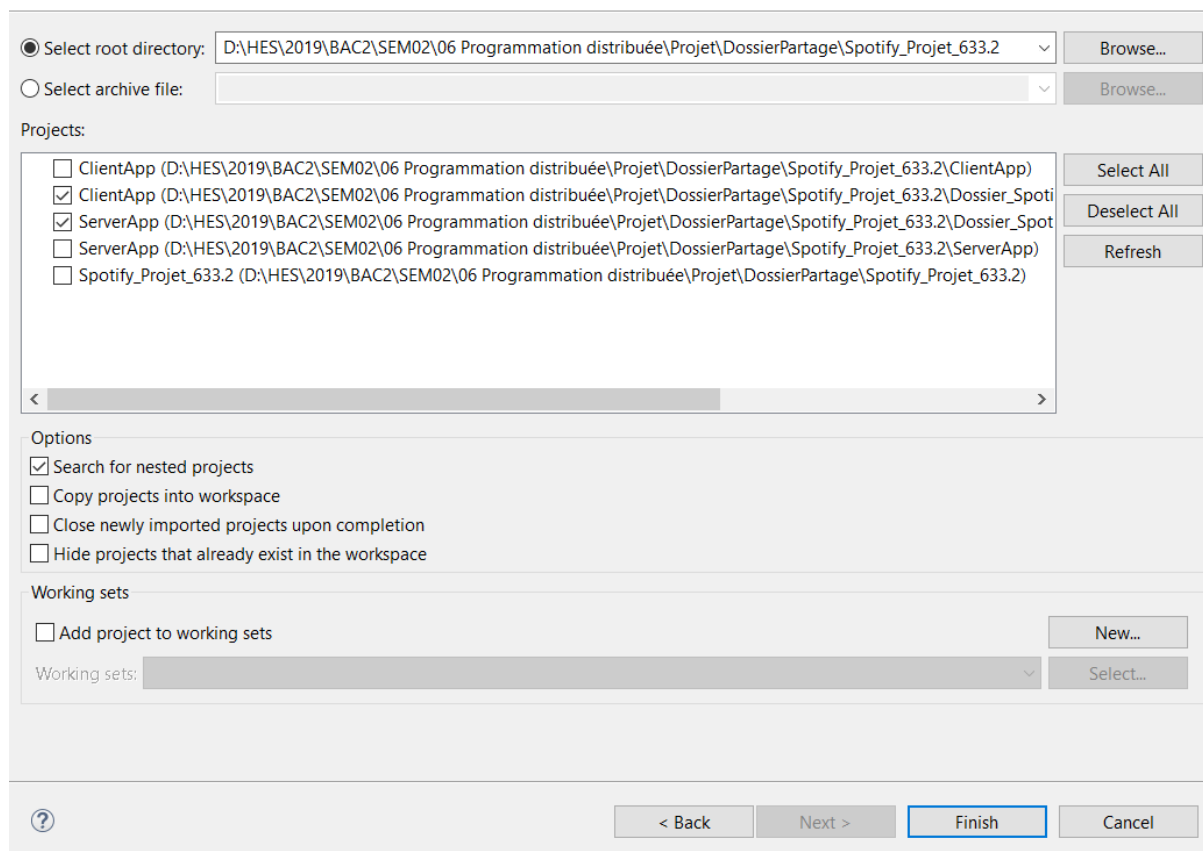 Select root directory: D:\HES\2019\BAC2\SEM02\06 Programmation distribuée\Projet\DossierPartage\Spotify_Projet_633.2 Browse...
Select archive file: Browse...
Projects:
ClientApp (D:\HES\2019\BAC2\SEM02\06 Programmation distribuée\Projet\DossierPartage\Spotify_Projet_633.2\ClientApp) Select All
ClientApp (D:\HES\2019\BAC2\SEM02\06 Programmation distribuée\Projet\DossierPartage\Spotify_Projet_633.2\Dossier_Spoti
Deselect All
ServerApp (D:\HES\2019\BAC2\SEM02\06 Programmation distribuée\Projet\DossierPartage\Spotify_Projet_633.2\Dossier_Spot
ServerApp (D:\HES\2019\BAC2\SEM02\06 Programmation distribuée\Projet\DossierPartage\Spotify_Projet_633.2\ServerApp) Refresh
Spotify_Projet_633.2 (D:\HES\2019\BAC2\SEM02\06 Programmation distribuée\Projet\DossierPartage\Spotify_Projet_633.2)
Options
Search for nested projects
Copy projects into workspace
Close newly imported projects upon completion
Hide projects that already exist in the workspace
Working sets
Add project to working sets New...
Working sets: Select...
? < Back Next > Finish Cancel